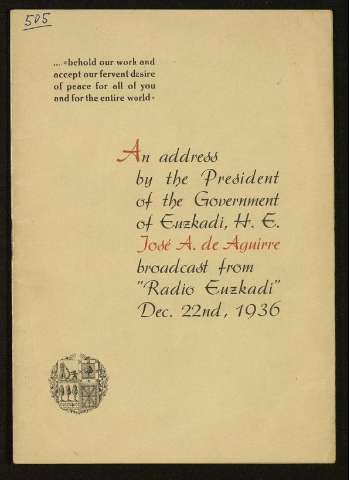 505
... «behold our work and
accept our fervent desire
of peace for all of you
and for the entire world»
An address
by the President
of the Government
of Euzkadi, H. E.
José A. de Aguirre
broadcast from
"Radio Euzkadi"
Dec. 22nd, 1936